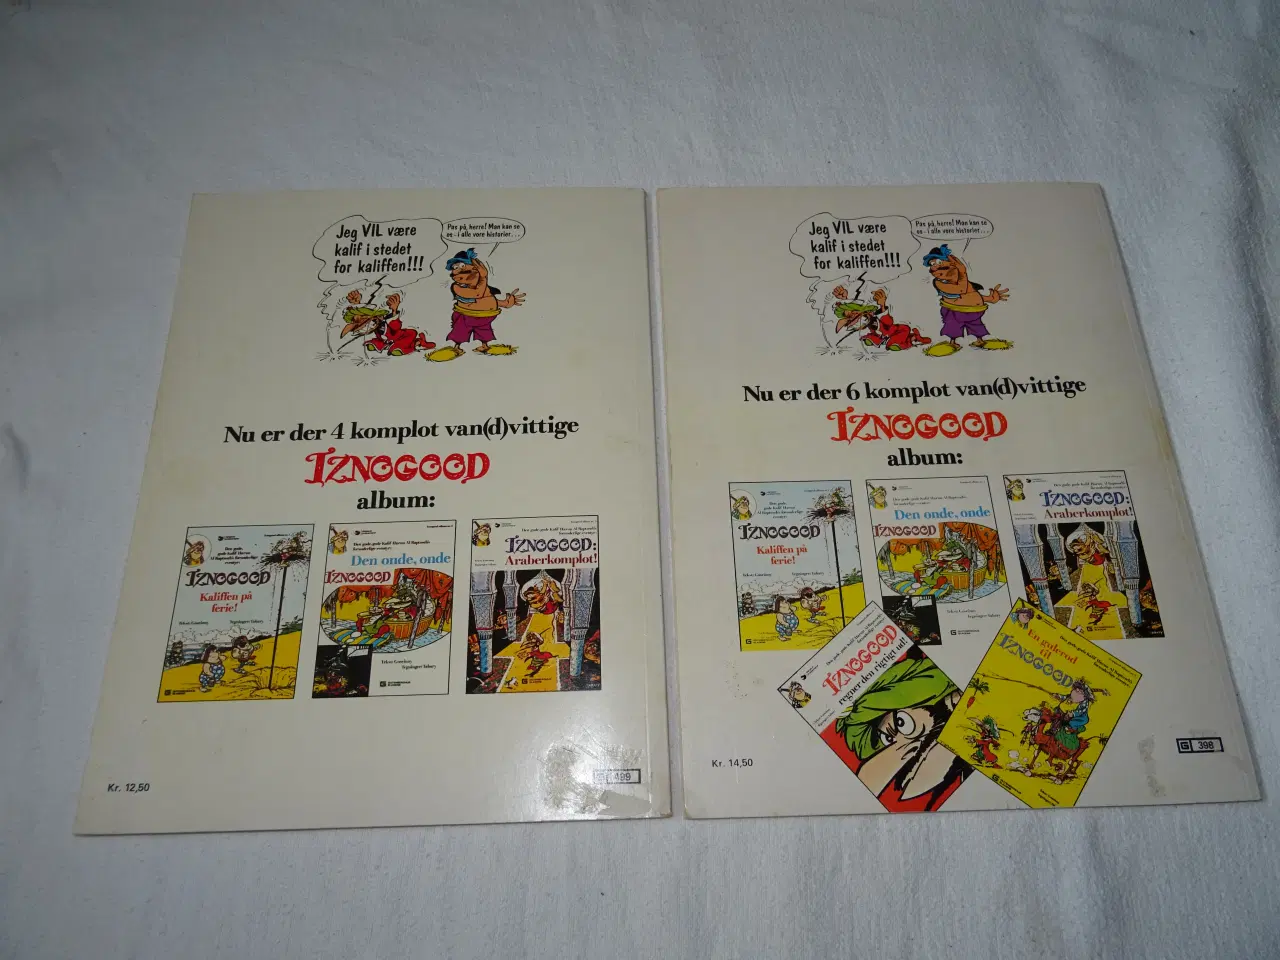 Jeg VIL være
kalif i stedet
for kaliffen!!!
Pas på, herre! Man kan se
os - i alle vore historier...
Nu er der 4 komplot van(d)vittige
IZNOGOOD
album:
IZNOGOOD
Kaliffen på
ferie!
Den onde, onde
IZNOGOOD
IZNOGOOD:
Araberkomplot!
Kr. 12,50
499
Jeg VIL være
kalif i stedet
for kaliffen!!!
Pas på, herre! Man kan se
os - i alle vore historier...
Nu er der 6 komplot van(d)vittige
IZNOGOOD
album:
IZNOGOOD
Kaliffen på
ferie!
Den onde, onde
IZNOGOOD
IZNOGOOD:
Araberkomplot!
IZNOGOOD
regner den rigtigt ud!
En gulerod
til
IZNOGOOD
Kr. 14,50
G 398